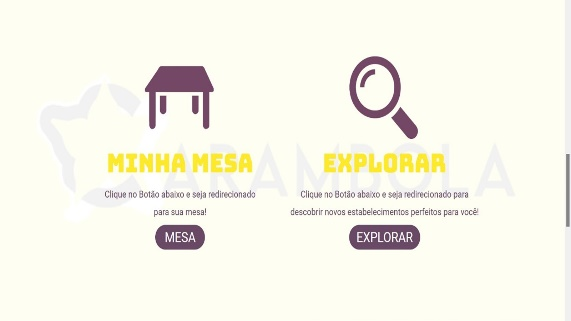 ARAMBOLA
MINHA MESA
Clique no Botão abaixo e seja redirecionado
para sua mesa!
MESA
EXPLORAR
Clique no Botão abaixo e seja redirecionado para
descobrir novos estabelecimentos perfeitos para você!
EXPLORAR